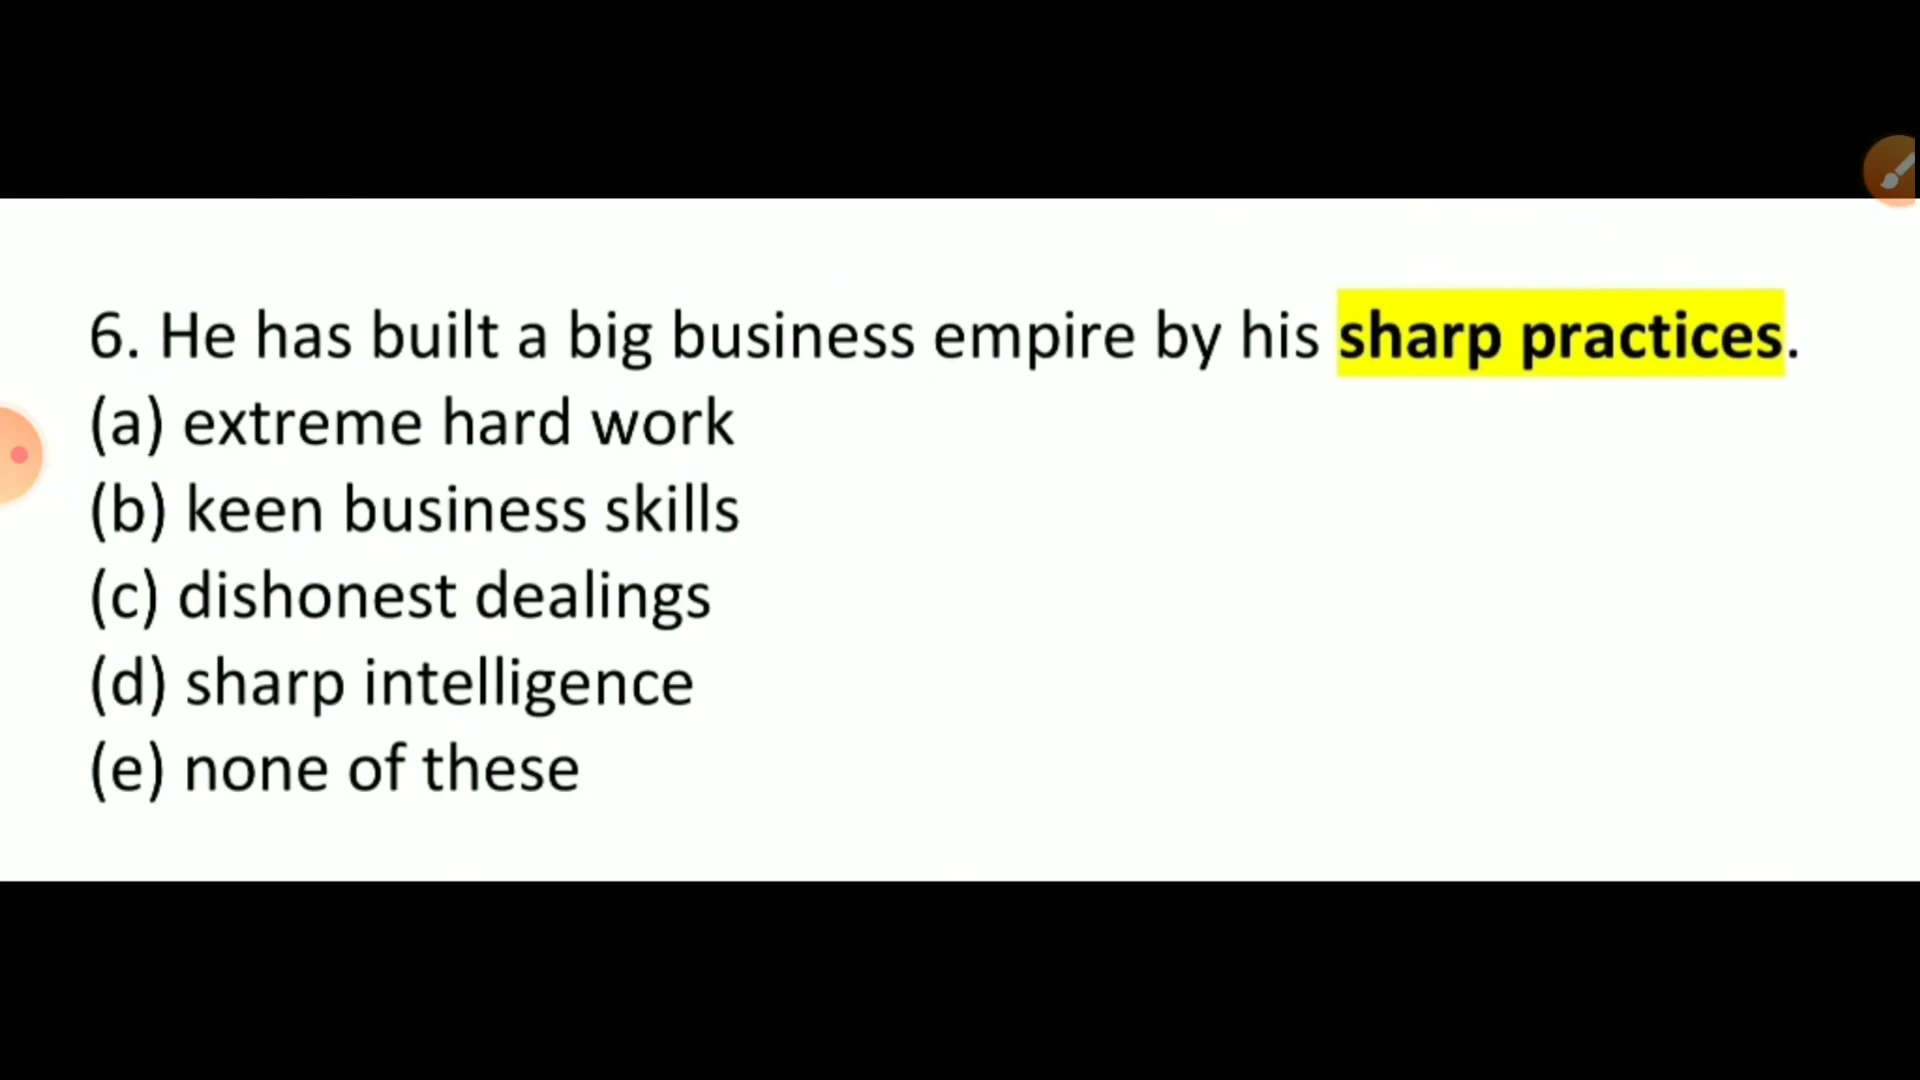 6. He has built a big business empire by his sharp practices.
(a) extreme hard work
(b) keen business skills
(c) dishonest dealings
(d) sharp intelligence
(e) none of these